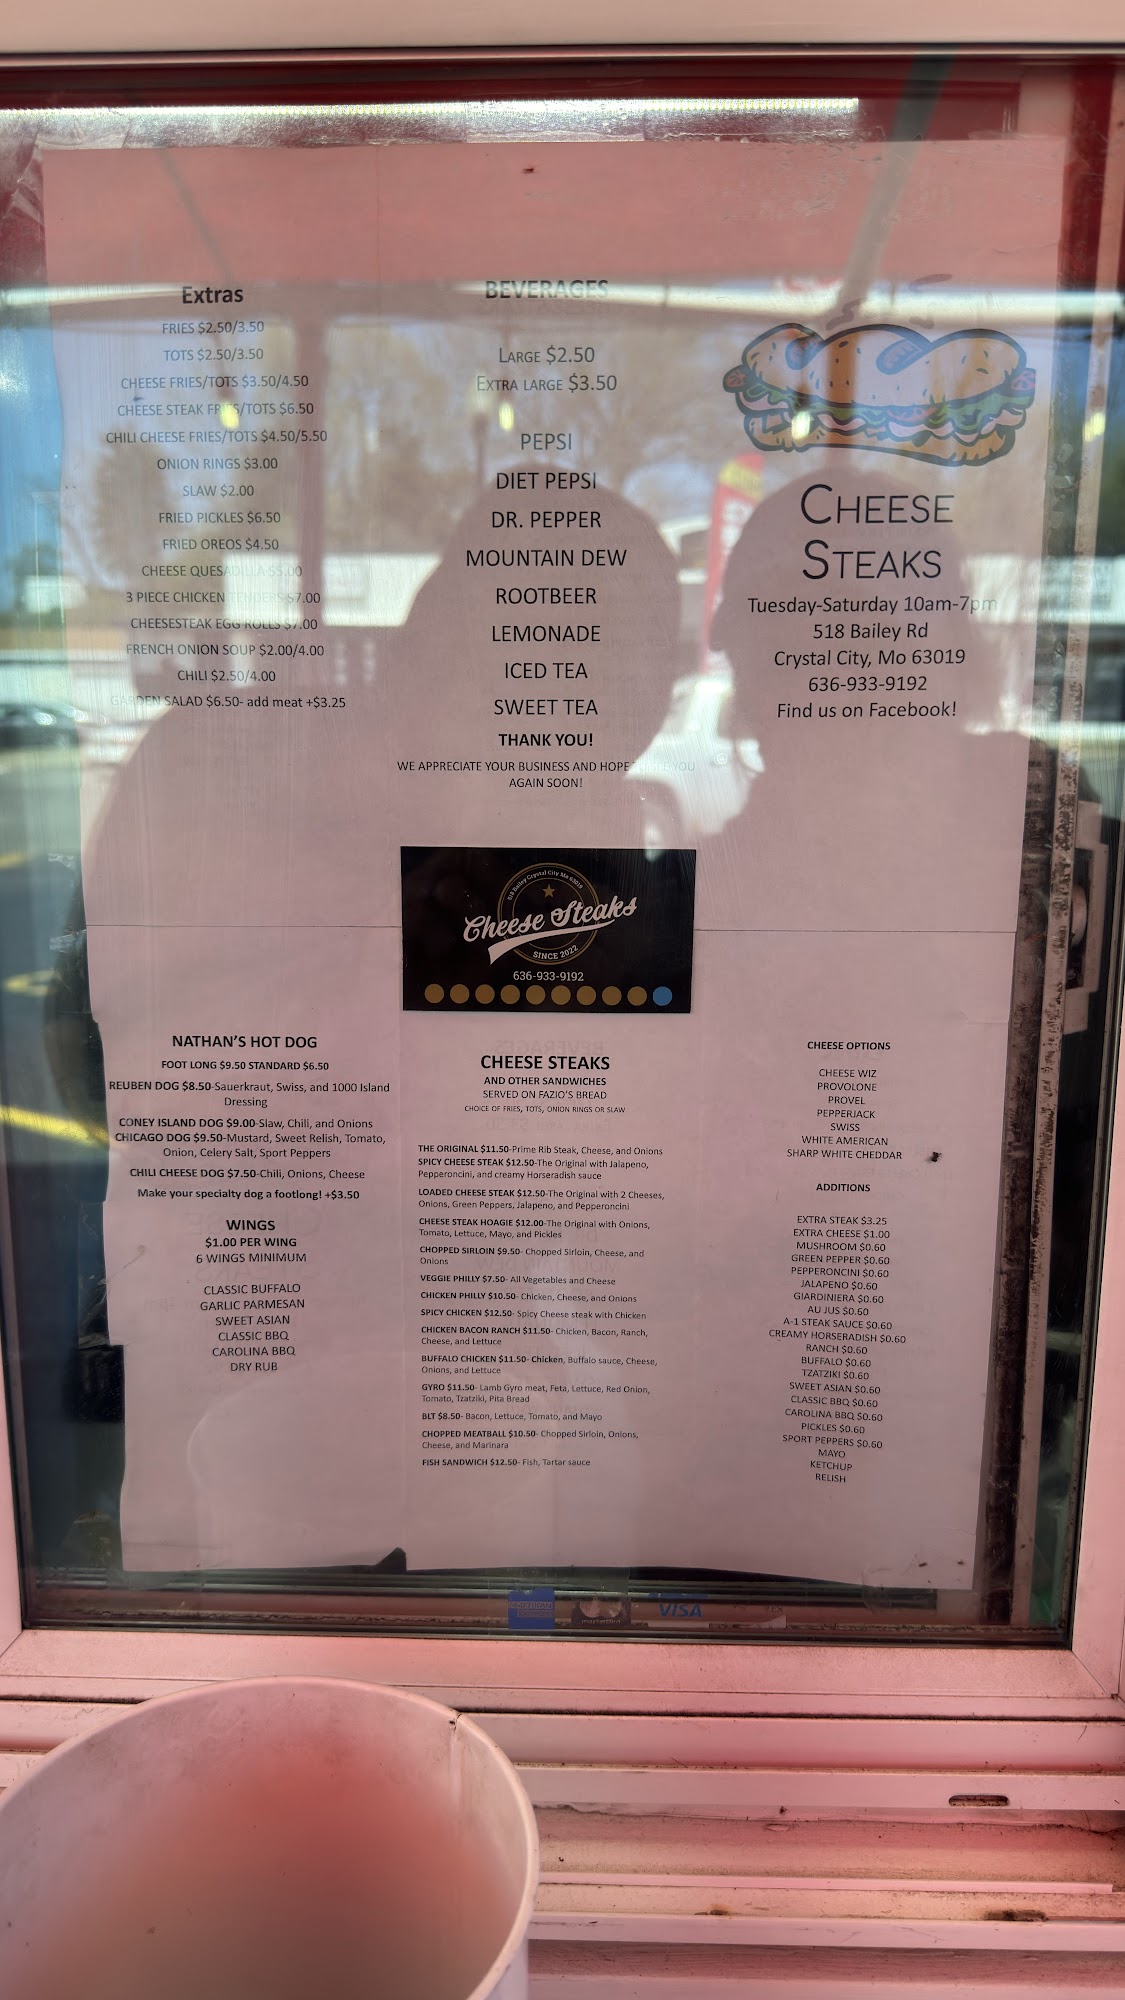 Extras
FRIES $2.50/3.50
TOTS $2.50/3.50
CHEESE FRIES/TOTS $3.50/4.50
CHEESE STEAK FRIES/TOTS $6.50
CHILI CHEESE FRIES/TOTS $4.50/5.50
ONION RINGS $3.00
SLAW $2.00
FRIED PICKLES $6.50
FRIED OREOS $4.50
CHEESE QUESADILLA $5.00
3 PIECE CHICKEN TENDERS $7.00
CHEESESTEAK EGG ROLLS $7.00
FRENCH ONION SOUP $2.00/4.00
CHILI $2.50/4.00
GARDEN SALAD $6.50- add meat +$3.25
BEVERAGES
LARGE $2.50
EXTRA LARGE $3.50
PEPSI
DIET PEPSI
DR. PEPPER
MOUNTAIN DEW
ROOTBEER
LEMONADE
ICED TEA
SWEET TEA
THANK YOU!
WE APPRECIATE YOUR BUSINESS AND HOPE YOU
AGAIN SOON!
CHEESE
STEAKS
Tuesday-Saturday 10am-7pm
518 Bailey Rd
Crystal City, Mo 63019
636-933-9192
Find us on Facebook!
518 Bailey Crystal City Mo 63019
Cheese Steaks
SINCE 2022
636-933-9192
NATHAN'S HOT DOG
FOOT LONG $9.50 STANDARD $6.50
REUBEN DOG $8.50-Sauerkraut, Swiss, and 1000 Island
Dressing
CONEY ISLAND DOG $9.00-Slaw, Chili, and Onions
CHICAGO DOG $9.50-Mustard, Sweet Relish, Tomato,
Onion, Celery Salt, Sport Peppers
CHILI CHEESE DOG $7.50-Chili, Onions, Cheese
Make your specialty dog a footlong! +$3.50
WINGS
$1.00 PER WING
6 WINGS MINIMUM
CLASSIC BUFFALO
GARLIC PARMESAN
SWEET ASIAN
CLASSIC BBQ
CAROLINA BBQ
DRY RUB
CHEESE STEAKS
AND OTHER SANDWICHES
SERVED ON FAZIO'S BREAD
CHOICE OF FRIES, TOTS, ONION RINGS OR SLAW
THE ORIGINAL $11.50-Prime Rib Steak, Cheese, and Onions
SPICY CHEESE STEAK $12.50-The Original with Jalapeno,
Pepperoncini, and creamy Horseradish sauce
LOADED CHEESE STEAK $12.50-The Original with 2 Cheeses,
Onions, Green Peppers, Jalapeno, and Pepperoncini
CHEESE STEAK HOAGIE $12.00-The Original with Onions,
Tomato, Lettuce, Mayo, and Pickles
CHOPPED SIRLOIN $9.50- Chopped Sirloin, Cheese, and
Onions
VEGGIE PHILLY $7.50- All Vegetables and Cheese
CHICKEN PHILLY $10.50- Chicken, Cheese, and Onions
SPICY CHICKEN $12.50- Spicy Cheese steak with Chicken
CHICKEN BACON RANCH $11.50- Chicken, Bacon, Ranch,
Cheese, and Lettuce
BUFFALO CHICKEN $11.50- Chicken, Buffalo sauce, Cheese,
Onions, and Lettuce
GYRO $11.50- Lamb Gyro meat, Feta, Lettuce, Red Onion,
Tomato, Tzatziki, Pita Bread
BLT $8.50- Bacon, Lettuce, Tomato, and Mayo
CHOPPED MEATBALL $10.50- Chopped Sirloin, Onions,
Cheese, and Marinara
FISH SANDWICH $12.50- Fish, Tartar sauce
CHEESE OPTIONS
CHEESE WIZ
PROVOLONE
PROVEL
PEPPERJACK
SWISS
WHITE AMERICAN
SHARP WHITE CHEDDAR
ADDITIONS
EXTRA STEAK $3.25
EXTRA CHEESE $1.00
MUSHROOM $0.60
GREEN PEPPER $0.60
PEPPERONCINI $0.60
JALAPENO $0.60
GIARDINIERA $0.60
AU JUS $0.60
A-1 STEAK SAUCE $0.60
CREAMY HORSERADISH $0.60
RANCH $0.60
BUFFALO $0.60
TZATZIKI $0.60
SWEET ASIAN $0.60
CLASSIC BBQ $0.60
CAROLINA BBQ $0.60
PICKLES $0.60
SPORT PEPPERS $0.60
MAYO
KETCHUP
RELISH
AMERICAN
EXPRESS
mastercard
VISA